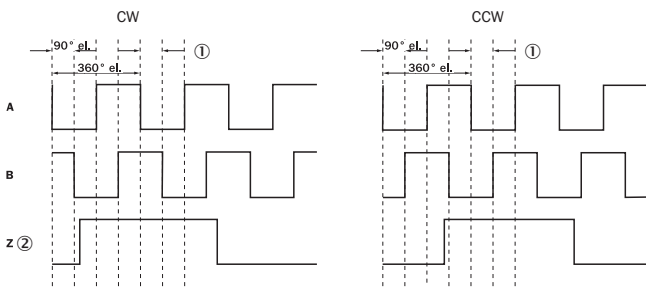 CW CCW
90° el. ① 90° el. ①
360° el. 360° el.
A
B
Z ②